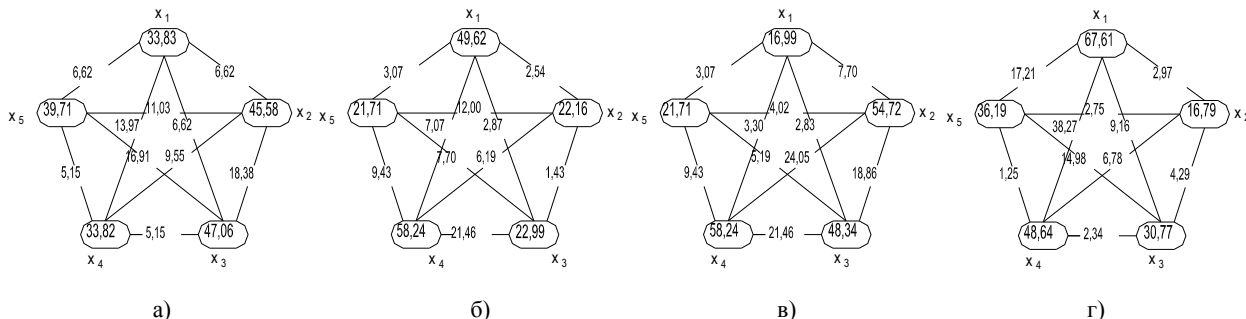 x 1
33,83
6,62
6,62
x 5
39,71
11,03
45,58
x 2
13,97
6,62
16,91
9,55
5,15
18,38
33,82
5,15
47,06
x 4
x 3
а)
x 1
49,62
3,07
2,54
x 5
21,71
12,00
22,16
x 2
7,07
2,87
7,70
6,19
9,43
1,43
58,24
21,46
22,99
x 4
x 3
б)
x 1
16,99
3,07
7,70
x 5
21,71
4,02
54,72
x 2
3,30
2,83
5,19
24,05
9,43
18,86
58,24
21,46
48,34
x 4
x 3
в)
x 1
67,61
17,21
2,97
x 5
36,19
2,75
16,79
x 2
38,27
9,16
14,98
6,78
1,25
4,29
48,64
2,34
30,77
x 4
x 3
г)